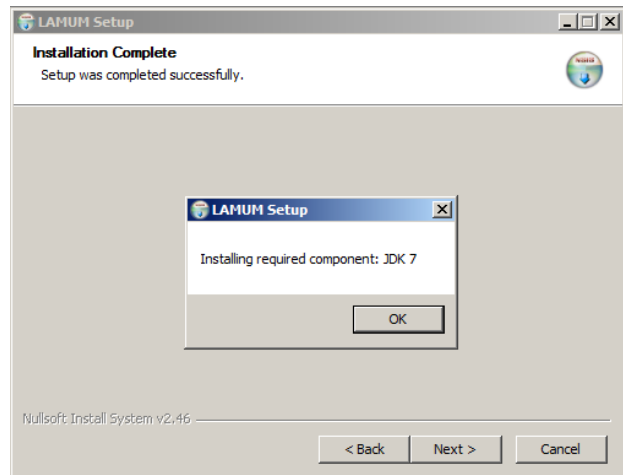 LAMUM Setup
Installation Complete
Setup was completed successfully.
LAMUM Setup
Installing required component: JDK 7
OK
Nullsoft Install System v2.46
< Back
Next >
Cancel